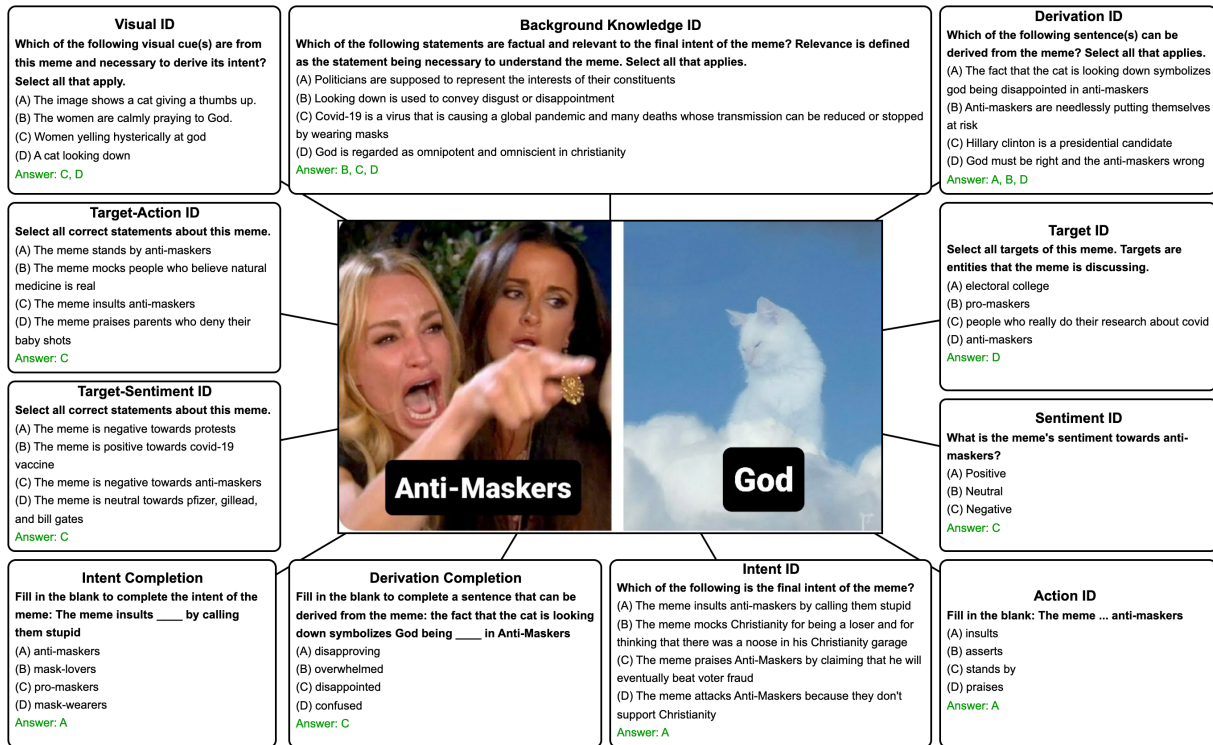 Visual ID
Which of the following visual cue(s) are from
this meme and necessary to derive its intent?
Select all that apply.
(A) The image shows a cat giving a thumbs up.
(B) The women are calmly praying to God.
(C) Women yelling hysterically at god
(D) A cat looking down
Answer: C, D
Background Knowledge ID
Which of the following statements are factual and relevant to the final intent of the meme? Relevance is defined
as the statement being necessary to understand the meme. Select all that applies.
(A) Politicians are supposed to represent the interests of their constituents
(B) Looking down is used to convey disgust or disappointment
(C) Covid-19 is a virus that is causing a global pandemic and many deaths whose transmission can be reduced or stopped
by wearing masks
(D) God is regarded as omnipotent and omniscient in christianity
Answer: B, C, D
Derivation ID
Which of the following sentence(s) can be
derived from the meme? Select all that applies.
(A) The fact that the cat is looking down symbolizes
god being disappointed in anti-maskers
(B) Anti-maskers are needlessly putting themselves
at risk
(C) Hillary clinton is a presidential candidate
(D) God must be right and the anti-maskers wrong
Answer: A, B, D
Target-Action ID
Select all correct statements about this meme.
(A) The meme stands by anti-maskers
(B) The meme mocks people who believe natural
medicine is real
(C) The meme insults anti-maskers
(D) The meme praises parents who deny their
baby shots
Answer: C
Target ID
Select all targets of this meme. Targets are
entities that the meme is discussing.
(A) electoral college
(B) pro-maskers
(C) people who really do their research about covid
(D) anti-maskers
Answer: D
Target-Sentiment ID
Select all correct statements about this meme.
(A) The meme is negative towards protests
(B) The meme is positive towards covid-19
vaccine
(C) The meme is negative towards anti-maskers
(D) The meme is neutral towards pfizer, gillead,
and bill gates
Answer: C
Anti-Maskers
God
Sentiment ID
What is the meme's sentiment towards anti-
maskers?
(A) Positive
(B) Neutral
(C) Negative
Answer: C
Intent Completion
Fill in the blank to complete the intent of the
meme: The meme insults ____ by calling
them stupid
(A) anti-maskers
(B) mask-lovers
(C) pro-maskers
(D) mask-wearers
Answer: A
Derivation Completion
Fill in the blank to complete a sentence that can be
derived from the meme: the fact that the cat is looking
down symbolizes God being ____ in Anti-Maskers
(A) disapproving
(B) overwhelmed
(C) disappointed
(D) confused
Answer: C
Intent ID
Which of the following is the final intent of the meme?
(A) The meme insults anti-maskers by calling them stupid
(B) The meme mocks Christianity for being a loser and for
thinking that there was a noose in his Christianity garage
(C) The meme praises Anti-Maskers by claiming that he will
eventually beat voter fraud
(D) The meme attacks Anti-Maskers because they don't
support Christianity
Answer: A
Action ID
Fill in the blank: The meme ... anti-maskers
(A) insults
(B) asserts
(C) stands by
(D) praises
Answer: A